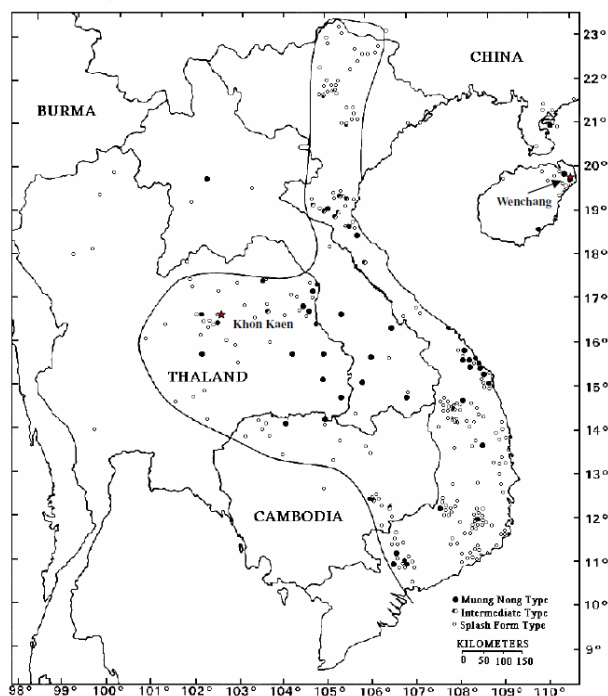 CHINA
BURMA
Wenchang
Khon Kaen
THAILAND
CAMBODIA
Muong Nong Type
Intermediate Type
Splash Form Type
KILOMETERS
0 50 100 150
23°
22°
21°
20°
19°
18°
17°
16°
15°
14°
13°
12°
11°
10°
9°
98° 99° 100° 101° 102° 103° 104° 105° 106° 107° 108° 109° 110°